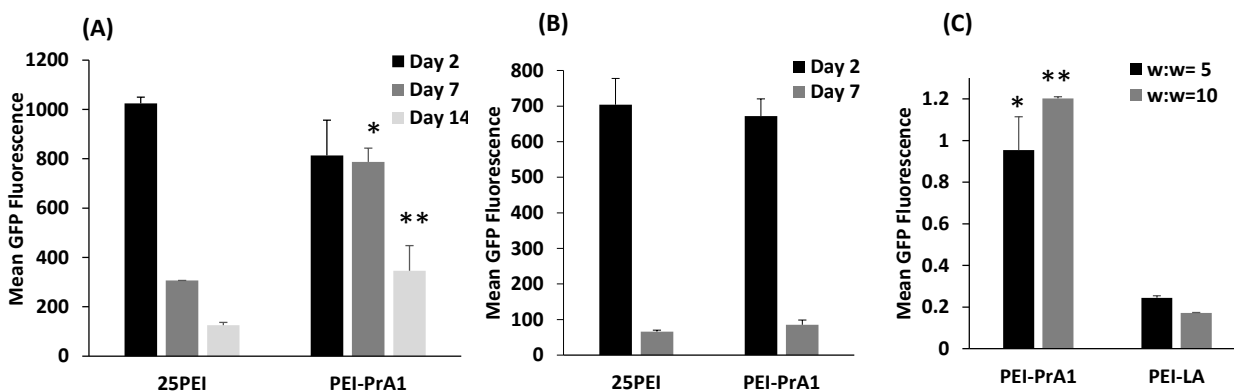 (A)
Mean GFP Fluorescence
1200
1000
800
600
400
200
0
Day 2
Day 7
Day 14
*
**
25PEI
PEI-PrA1
(B)
Mean GFP Fluorescence
800
700
600
500
400
300
200
100
0
Day 2
Day 7
25PEI
PEI-PrA1
(C)
Mean GFP Fluorescence
1.2
1
0.8
0.6
0.4
0.2
0
w:w= 5
w:w=10
*
**
PEI-PrA1
PEI-LA